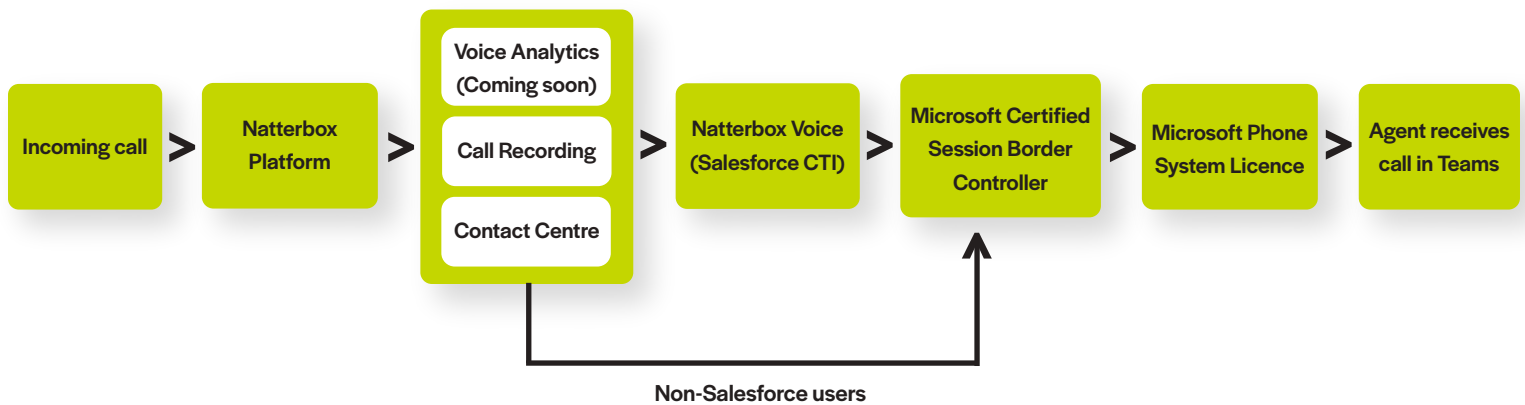 Incoming call
Natterbox
Platform
Voice Analytics
(Coming soon)
Call Recording
Contact Centre
Natterbox Voice
(Salesforce CTI)
Microsoft Certified
Session Border
Controller
Microsoft Phone
System Licence
Agent receives
call in Teams
Non-Salesforce users